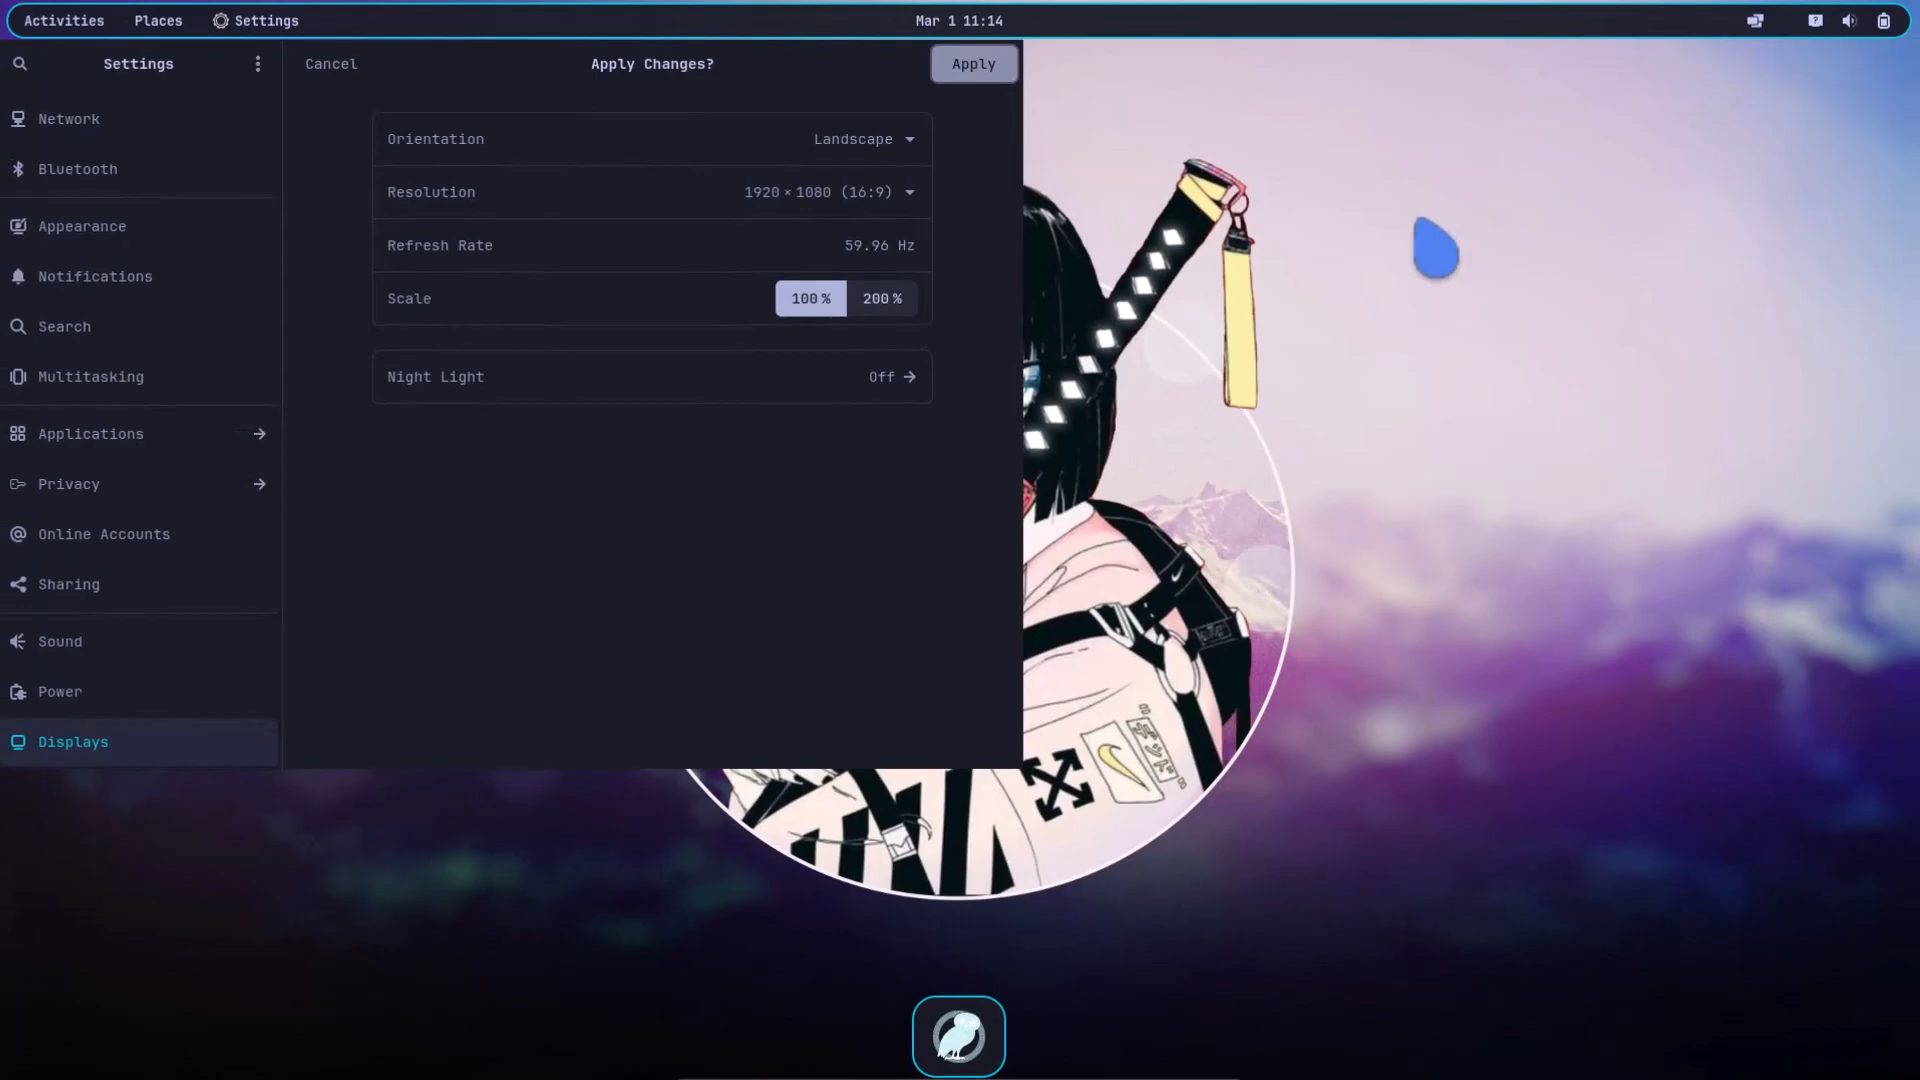 Activities Places Settings Mar 1 11:14
Settings
Cancel Apply Changes? Apply
Network
Bluetooth
Appearance
Notifications
Search
Multitasking
Applications
Privacy
Online Accounts
Sharing
Sound
Power
Displays
Orientation Landscape
Resolution 1920 × 1080 (16:9)
Refresh Rate 59.96 Hz
Scale 100 % 200 %
Night Light Off